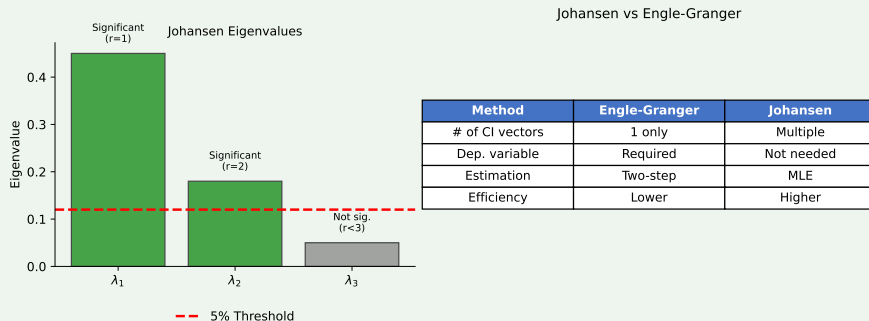 Johansen Eigenvalues
Significant
(r=1)
Significant
(r=2)
Not sig.
(r<3)
Eigenvalue
0.4
0.3
0.2
0.1
0.0
λ1
λ2
λ3
5% Threshold
Johansen vs Engle-Granger
Method Engle-Granger Johansen
# of CI vectors 1 only Multiple
Dep. variable Required Not needed
Estimation Two-step MLE
Efficiency Lower Higher